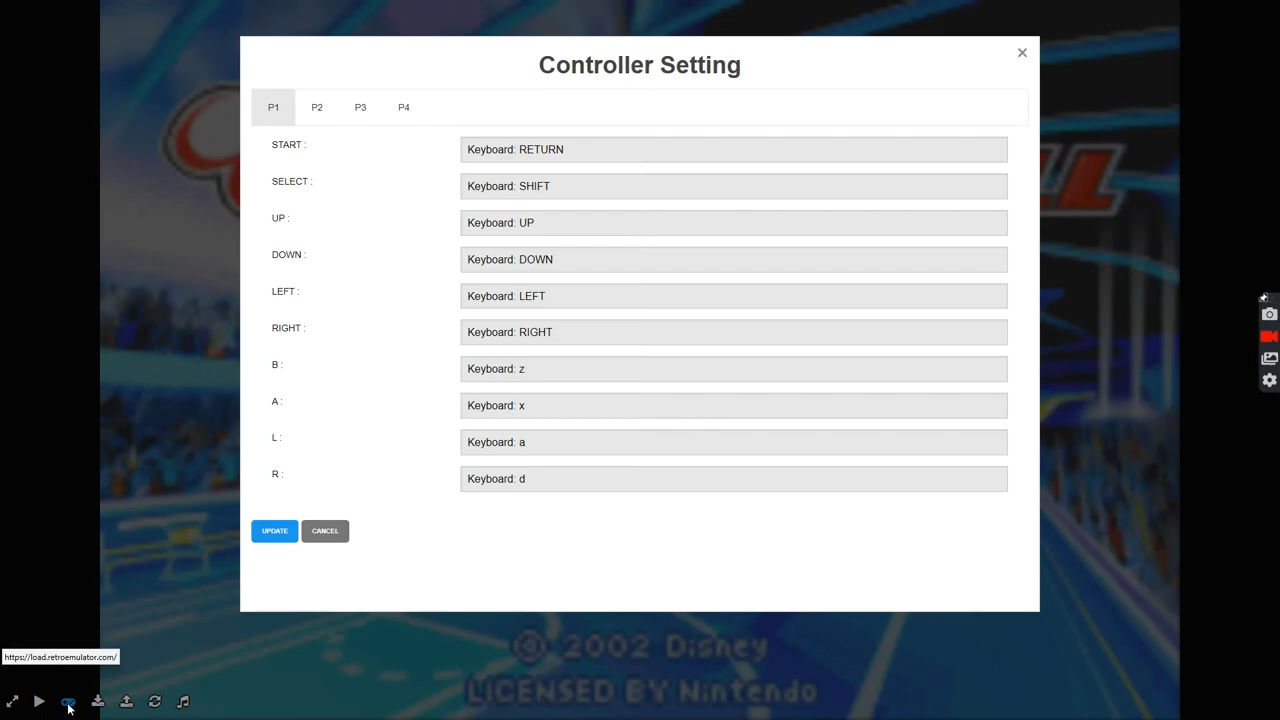 Controller Setting
×
P1 P2 P3 P4
START : Keyboard: RETURN
SELECT : Keyboard: SHIFT
UP : Keyboard: UP
DOWN : Keyboard: DOWN
LEFT : Keyboard: LEFT
RIGHT : Keyboard: RIGHT
B : Keyboard: z
A : Keyboard: x
L : Keyboard: a
R : Keyboard: d
UPDATE CANCEL
© 2002 Disney
https://load.retroemulator.com/
LICENSED BY Nintendo